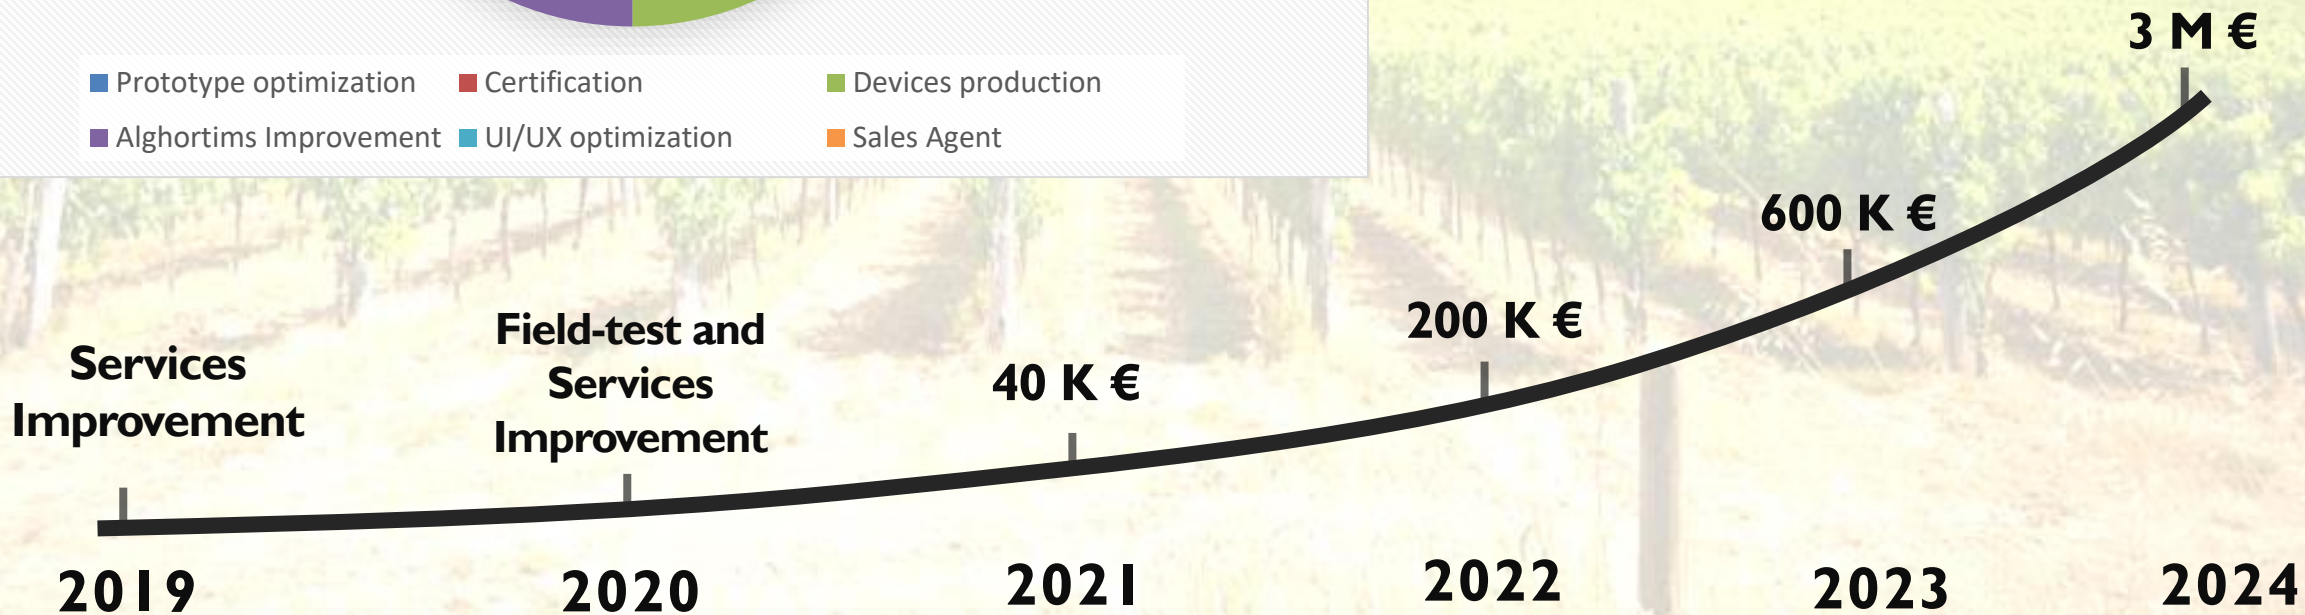 Prototype optimization
Certification
Devices production
Alghortims Improvement
UI/UX optimization
Sales Agent
Services
Improvement
Field-test and
Services
Improvement
40 K €
200 K €
600 K €
3 M €
2019
2020
2021
2022
2023
2024